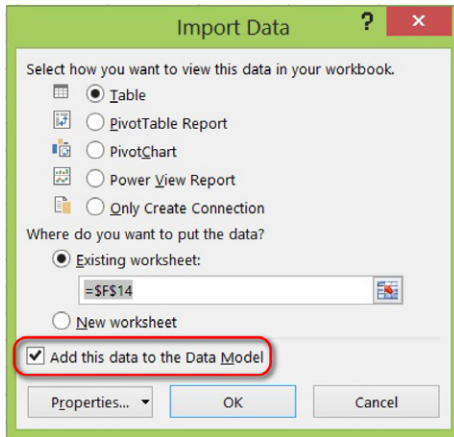 Import Data ?
Select how you want to view this data in your workbook.
Table
PivotTable Report
PivotChart
Power View Report
Only Create Connection
Where do you want to put the data?
Existing worksheet:
=$F$14
New worksheet
Add this data to the Data Model
Properties... OK Cancel